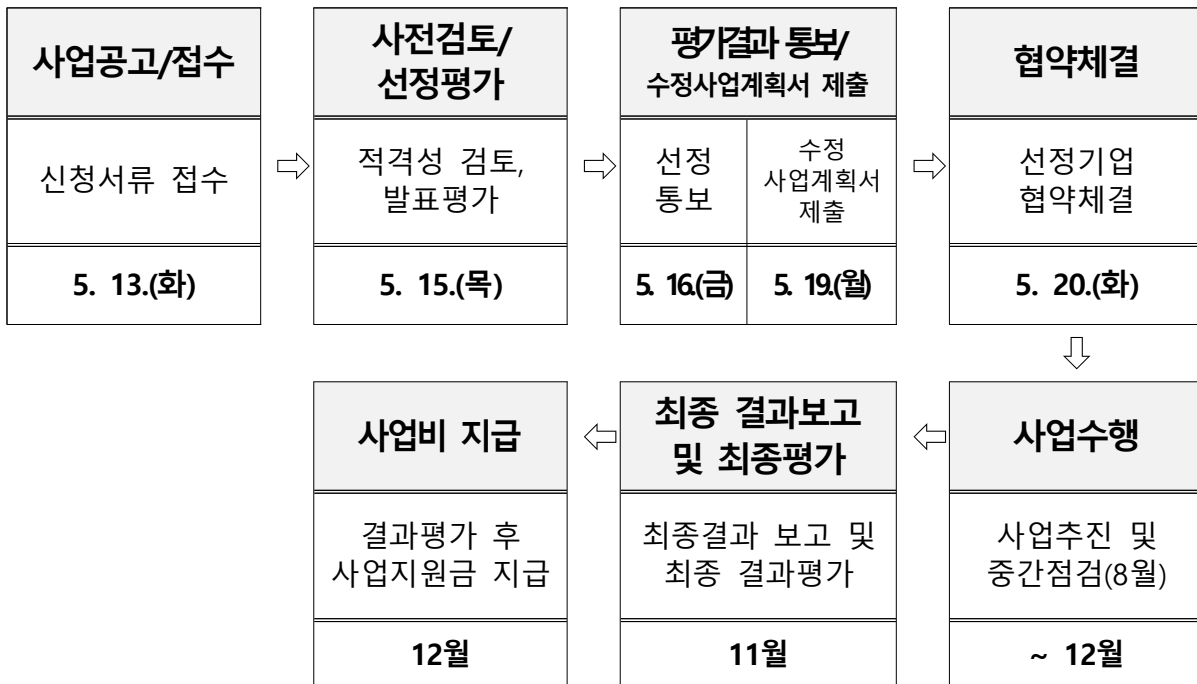 사업공고/접수
신청서류 접수
5. 13.(화)
사전검토/
선정평가
적격성 검토,
발표평가
5. 15.(목)
평가결과 통보/
수정사업계획서 제출
선정
통보
5. 16.(금)
수정
사업계획서
제출
5. 19.(월)
협약체결
선정기업
협약체결
5. 20.(화)
사업수행
사업추진 및
중간점검(8월)
~ 12월
최종 결과보고
및 최종평가
최종결과 보고 및
최종 결과평가
11월
사업비 지급
결과평가 후
사업지원금 지급
12월